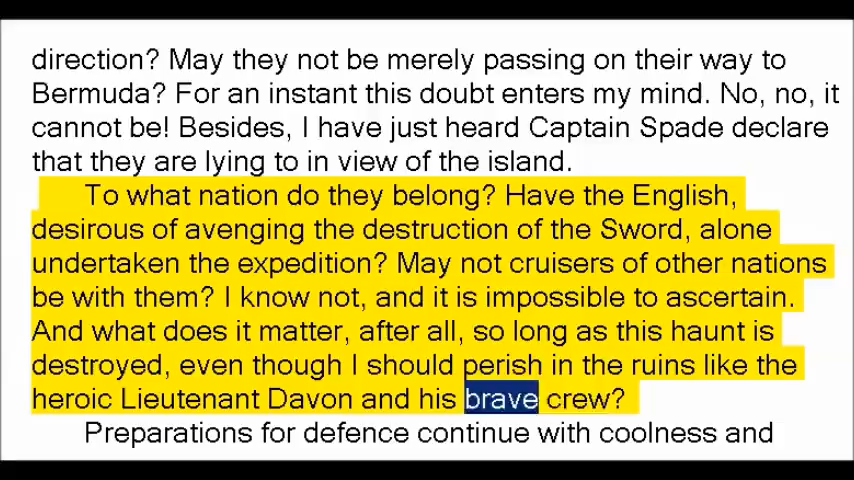 direction? May they not be merely passing on their way to
Bermuda? For an instant this doubt enters my mind. No, no, it
cannot be! Besides, I have just heard Captain Spade declare
that they are lying to in view of the island.
To what nation do they belong? Have the English,
desirous of avenging the destruction of the Sword, alone
undertaken the expedition? May not cruisers of other nations
be with them? I know not, and it is impossible to ascertain.
And what does it matter, after all, so long as this haunt is
destroyed, even though I should perish in the ruins like the
heroic Lieutenant Davon and his brave crew?
Preparations for defence continue with coolness and